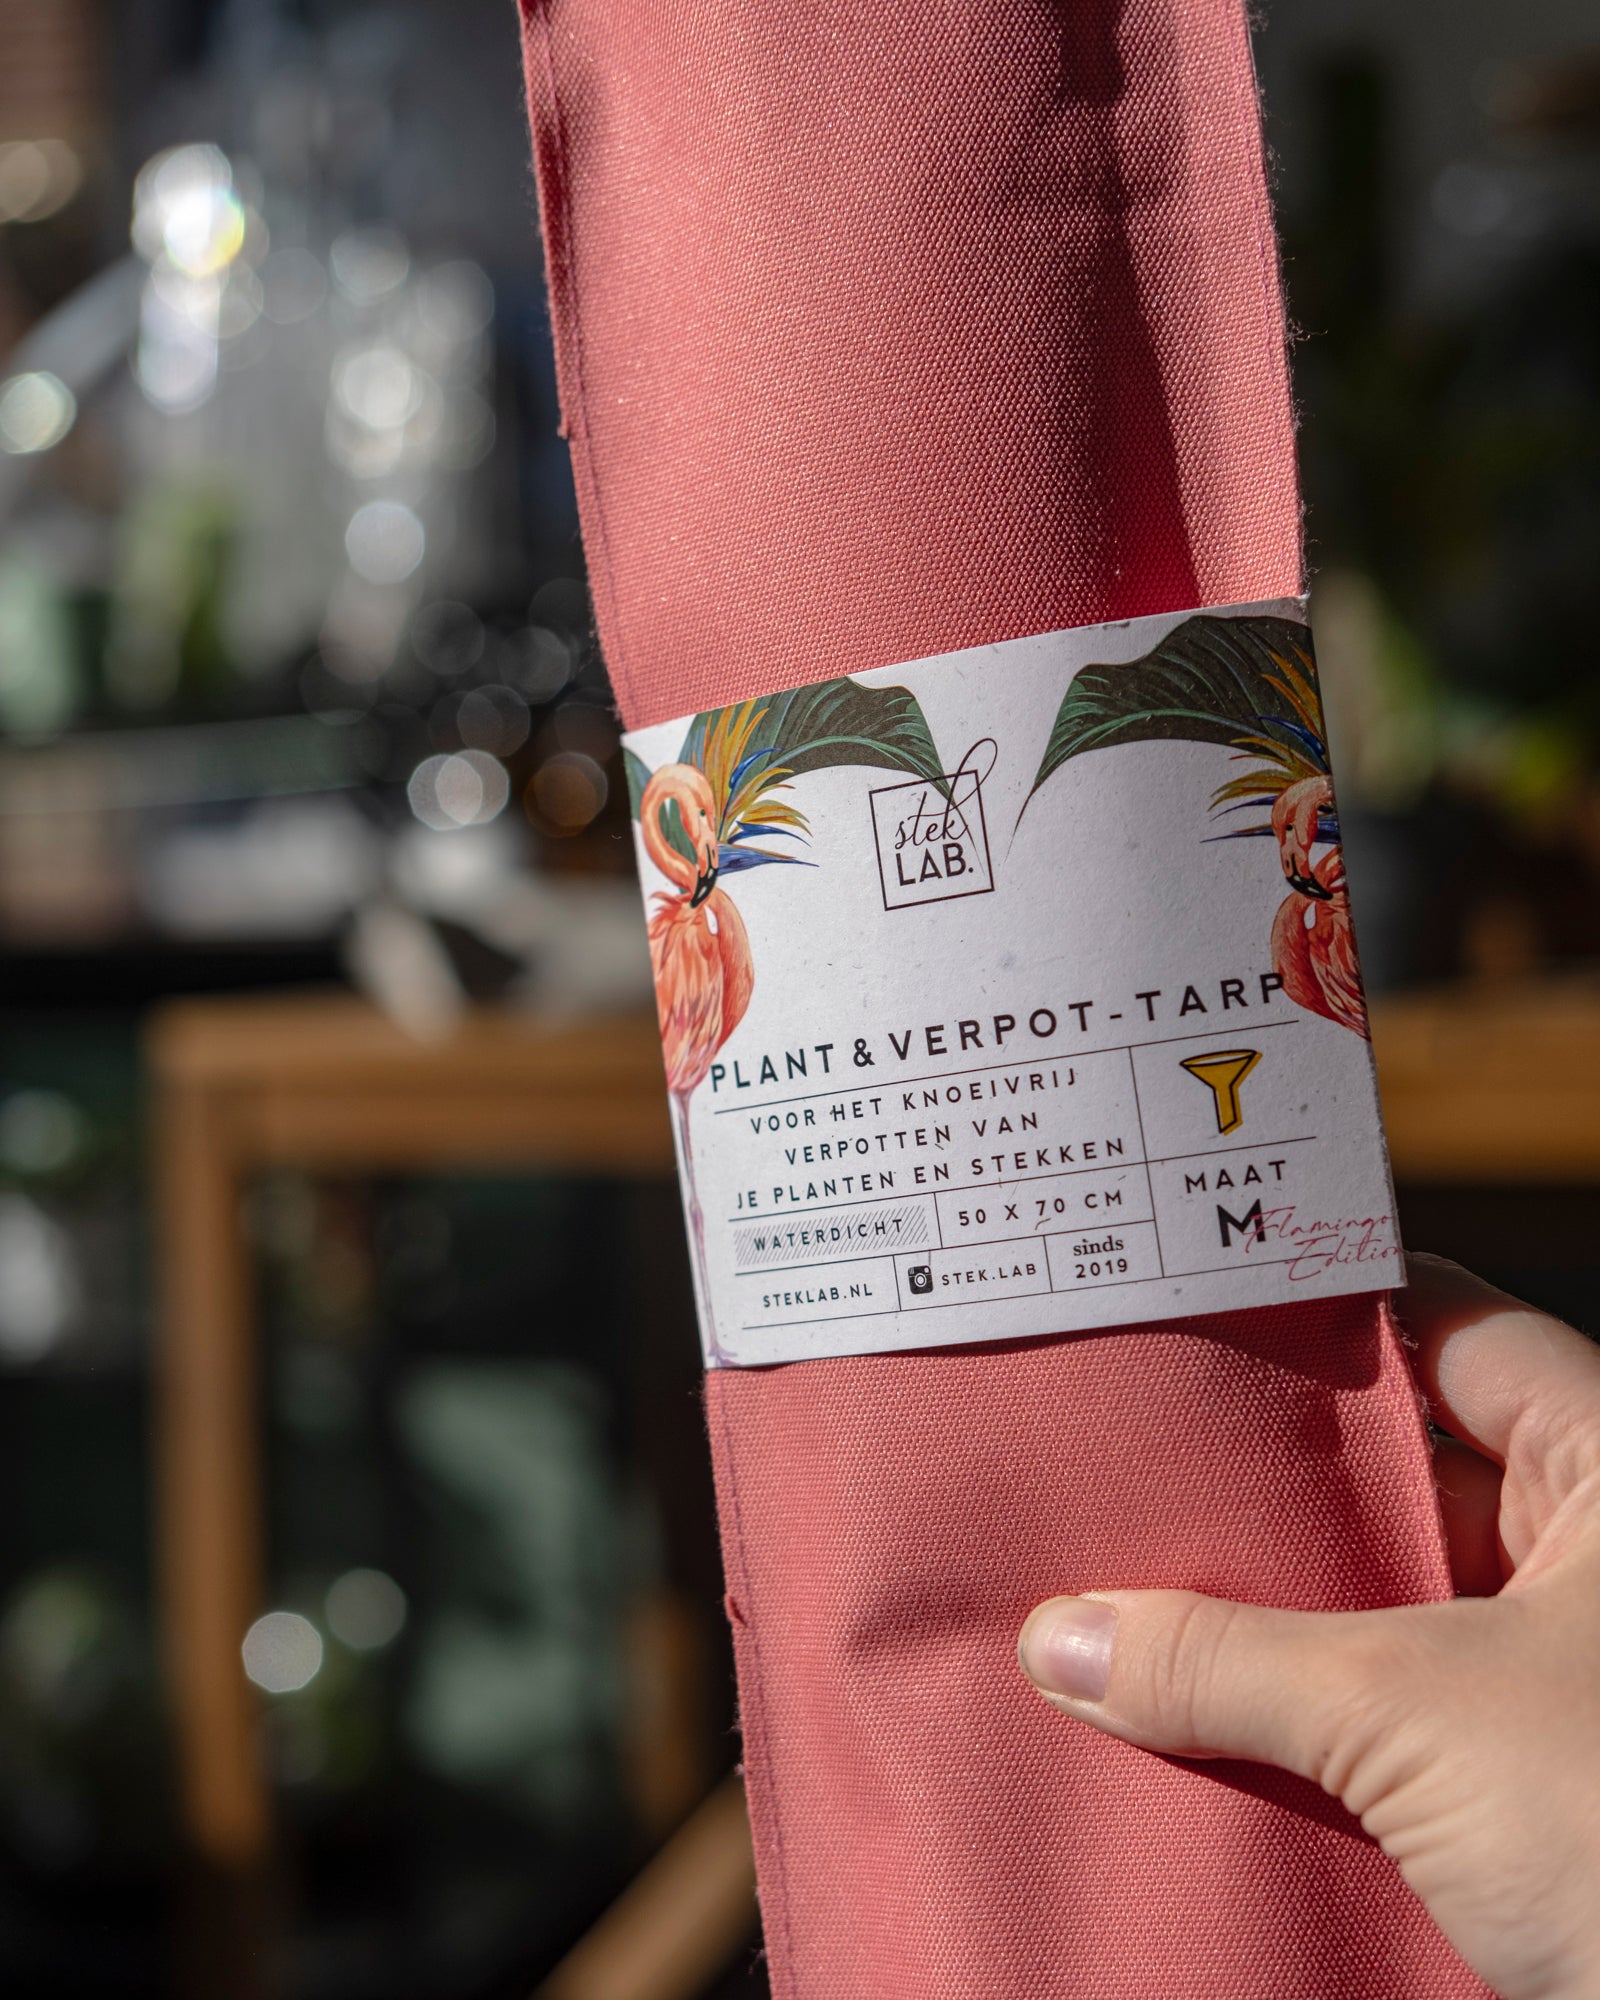 stek
LAB.
PLANT & VERPOT-TARP
VOOR HET KNOEIVRIJ
VERPOTTEN VAN
JE PLANTEN EN STEKKEN
WATERDICHT
50 X 70 CM
MAAT
M
Flamingo
Edition
STEKLAB.NL
STEK.LAB
sinds
2019